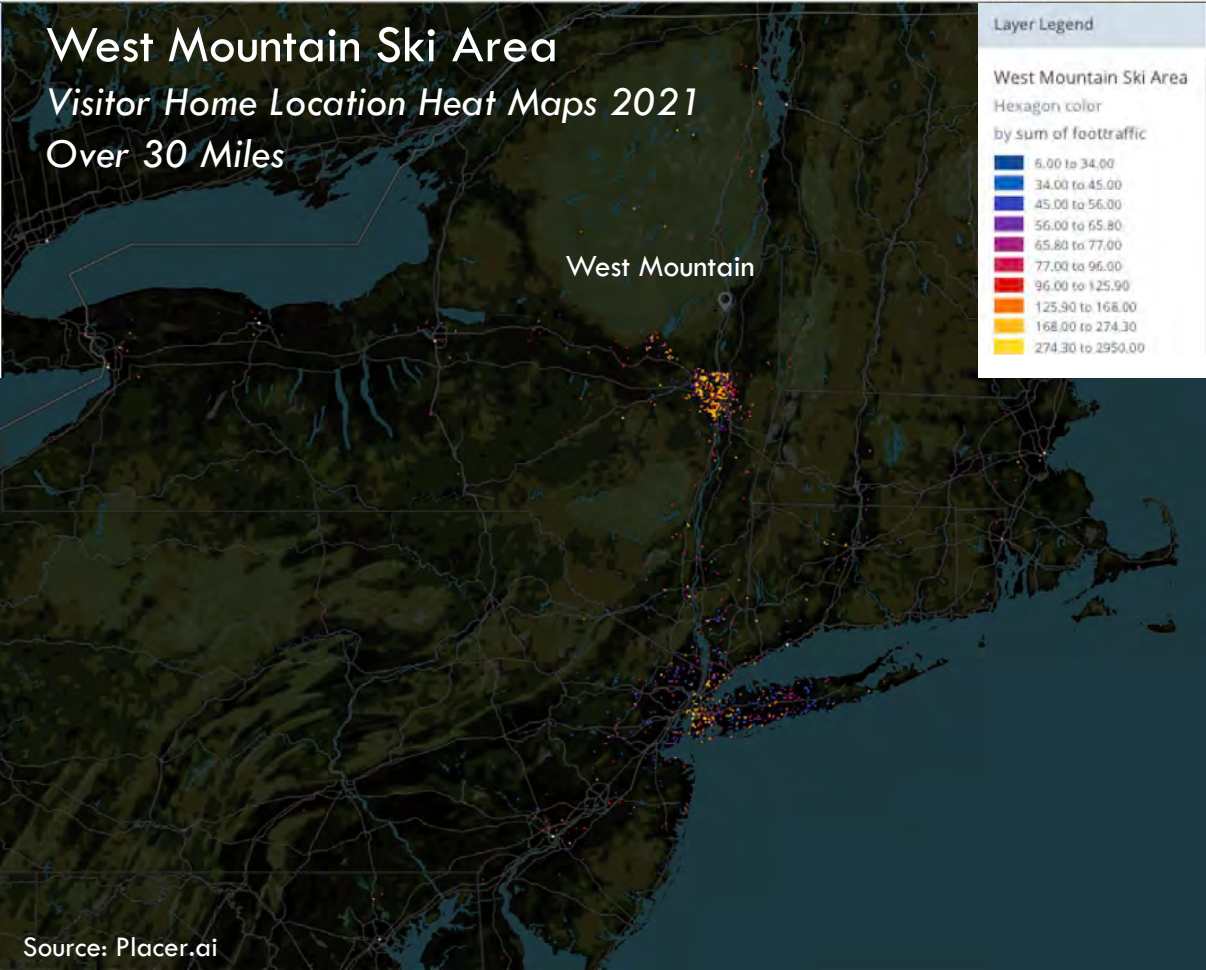 West Mountain Ski Area
Visitor Home Location Heat Maps 2021
Over 30 Miles
Layer Legend
West Mountain Ski Area
Hexagon color
by sum of foottraffic
6.00 to 34.00
34.00 to 45.00
45.00 to 56.00
56.00 to 65.80
65.80 to 77.00
77.00 to 96.00
96.00 to 125.90
125.90 to 168.00
168.00 to 274.30
274.30 to 2950.00
West Mountain
Source: Placer.ai